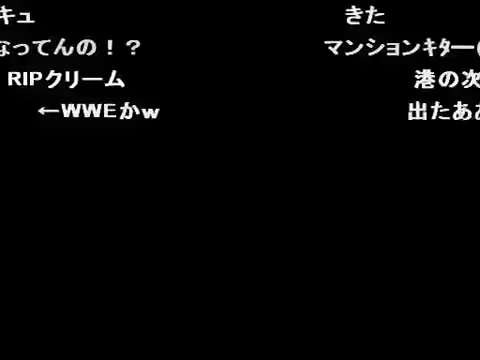 キュ
きた
なってんの！？
マンションｷﾀ━(
RIPクリーム
港の次
←WWEかw
出たああ